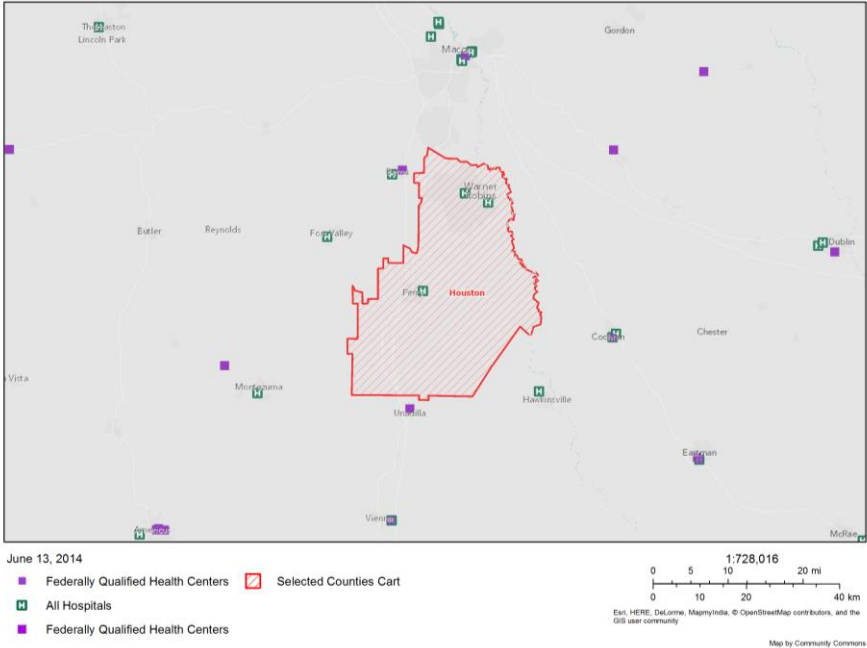 Thomaston
Lincoln Park
Macon
Gordon
Warner
Robins
Butler
Reynolds
Fort Valley
Dublin
Perry
Houston
Cochran
Chester
Vista
Montezuma
Hawkinsville
Unadilla
Eastman
Vienna
Americus
McRae
June 13, 2014
Federally Qualified Health Centers
Selected Counties Cart
All Hospitals
Federally Qualified Health Centers
1:728,016
0 5 10 20 mi
0 10 20 40 km
Esri, HERE, DeLorme, MapmyIndia, © OpenStreetMap contributors, and the
GIS user community
Map by Community Commons